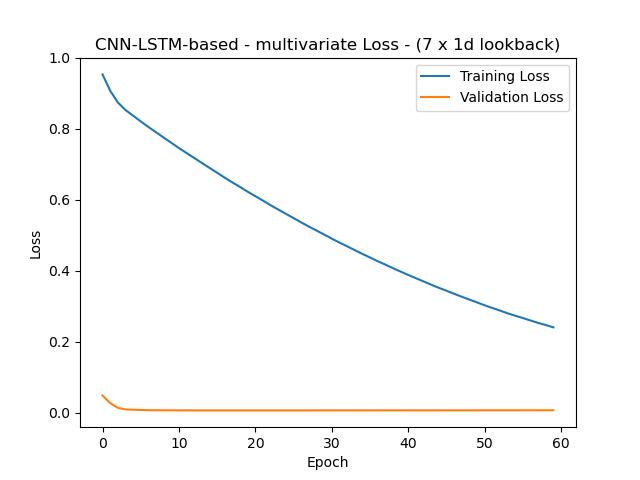 CNN-LSTM-based - multivariate Loss - (7 x 1d lookback)
1.0
Training Loss
Validation Loss
0.8
0.6
Loss
0.4
0.2
0.0
0 10 20 30 40 50 60
Epoch